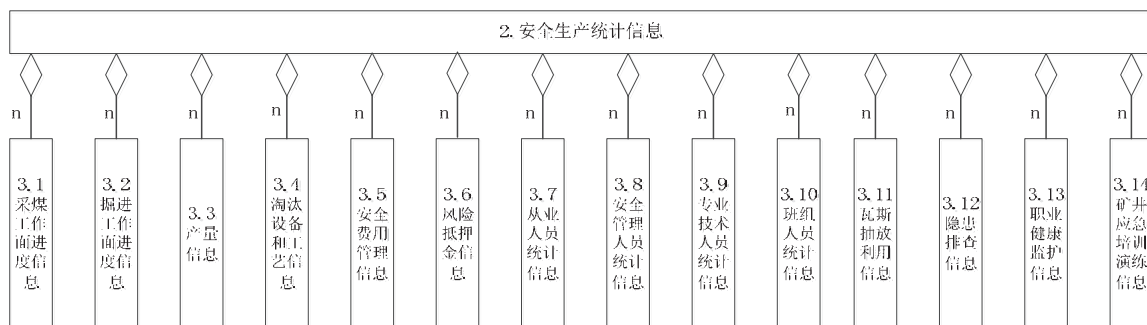 2. 安全生产统计信息
n
n
n
n
n
n
n
n
n
n
n
n
n
n
3.1
采煤
工作
面进
度信
息
3.2
掘进
工作
面进
度信
息
3.3
产量
信息
3.4
淘汰
设备
和工
艺信
息
3.5
安全
费用
管理
信息
3.6
风险
抵押
金信
息
3.7
从业
人员
统计
信息
3.8
安全
管理
人员
统计
信息
3.9
专业
技术
人员
统计
信息
3.10
班组
人员
统计
信息
3.11
瓦斯
抽放
利用
信息
3.12
隐患
排查
信息
3.13
职业
健康
监护
信息
3.14
矿井
应急
培训
演练
信息